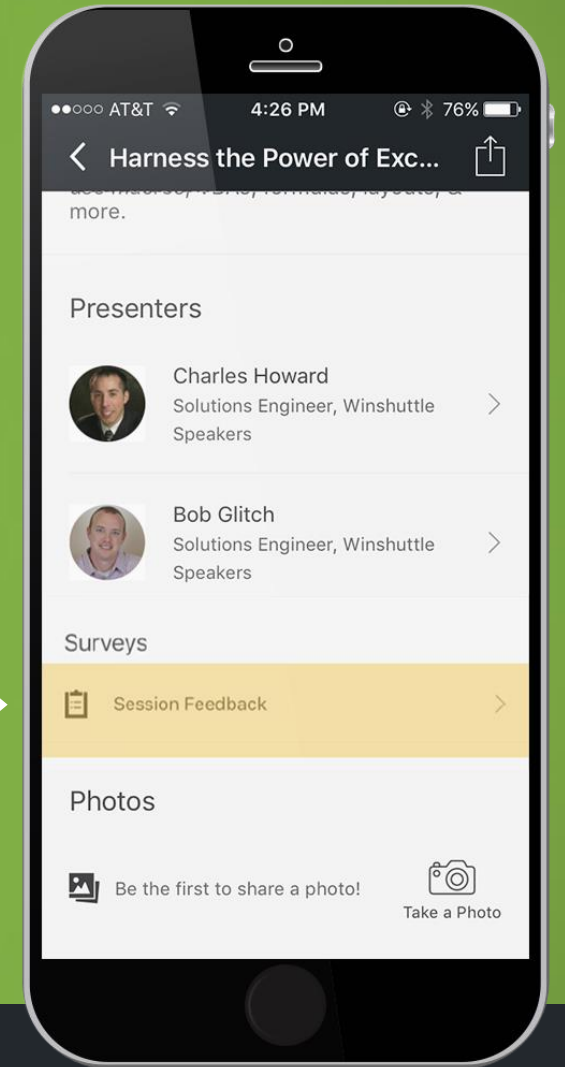 AT&T 4:26 PM 76%
Harness the Power of Exc...
more.
Presenters
Charles Howard
Solutions Engineer, Winshuttle
Speakers
Bob Glitch
Solutions Engineer, Winshuttle
Speakers
Surveys
Session Feedback
Photos
Be the first to share a photo!
Take a Photo